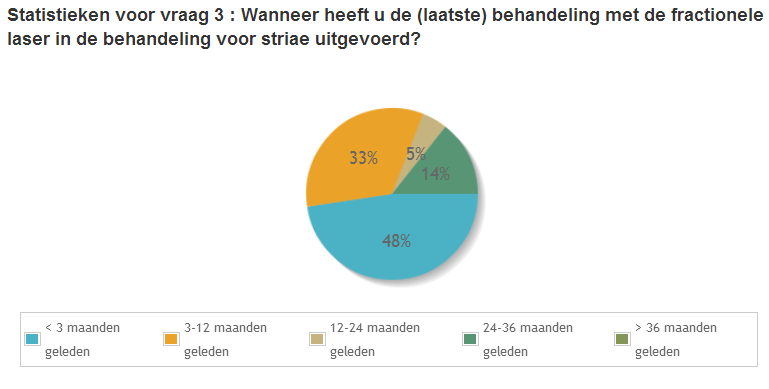 Statistieken voor vraag 3 : Wanneer heeft u de (laatste) behandeling met de fractionele
laser in de behandeling voor striae uitgevoerd?
33%
5%
14%
48%
< 3 maanden
geleden
3-12 maanden
geleden
12-24 maanden
geleden
24-36 maanden
geleden
> 36 maanden
geleden